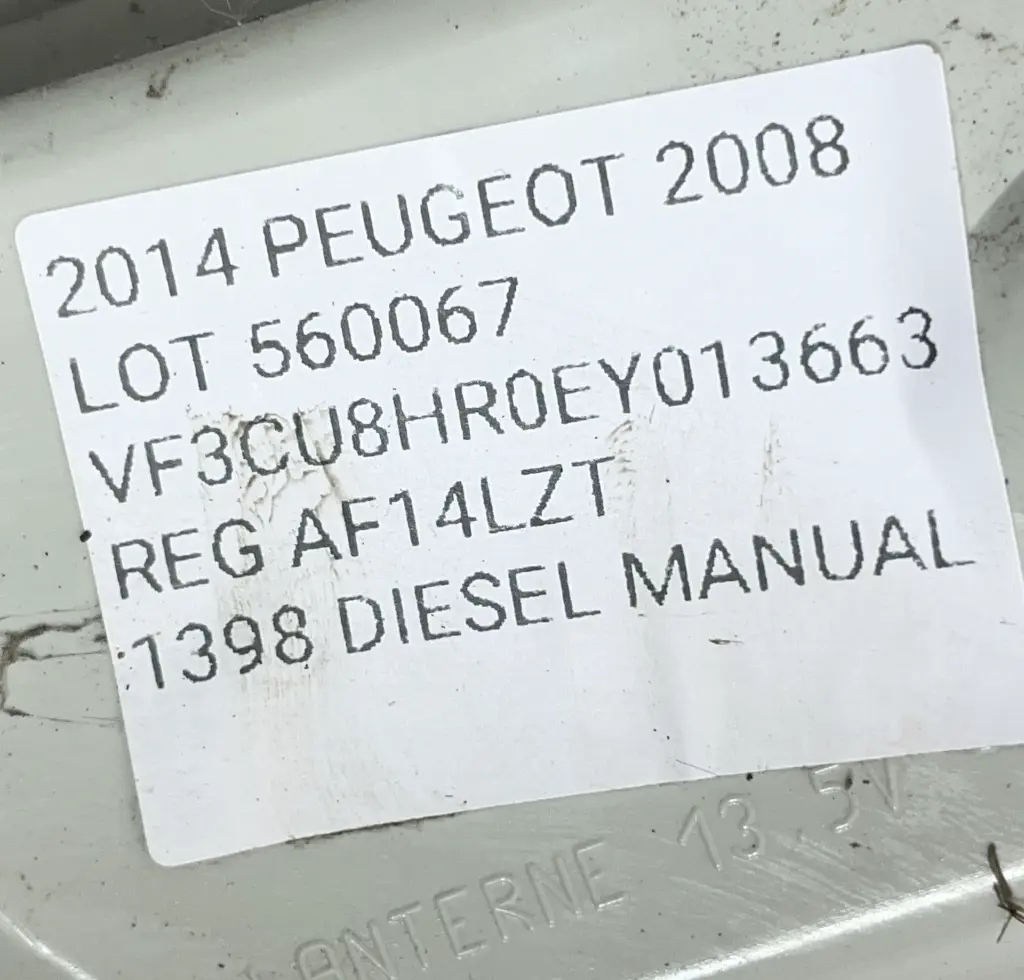 2014 PEUGEOT 2008
LOT 560067
VF3CU8HR0EY013663
REG AF14LZT
1398 DIESEL MANUAL
ANTERNE 13.5V